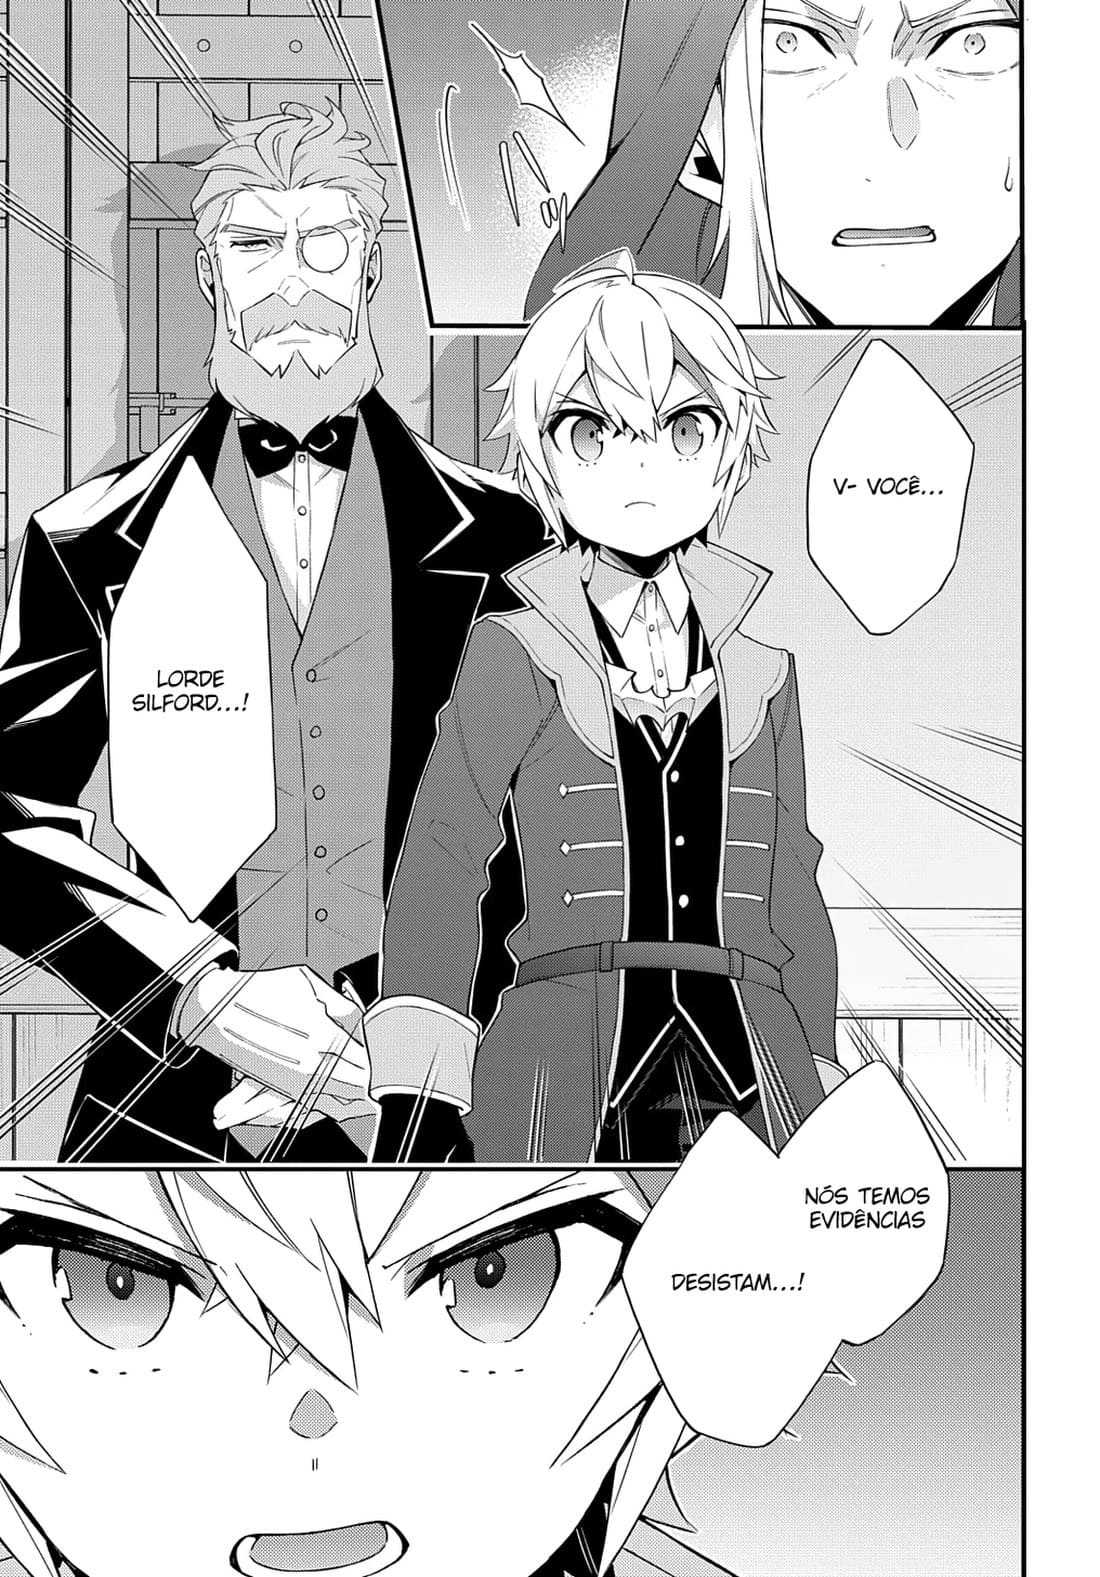 V- VOCÊ...
LORDE
SILFORD...!
NÓS TEMOS
EVIDÊNCIAS
DESISTAM...!